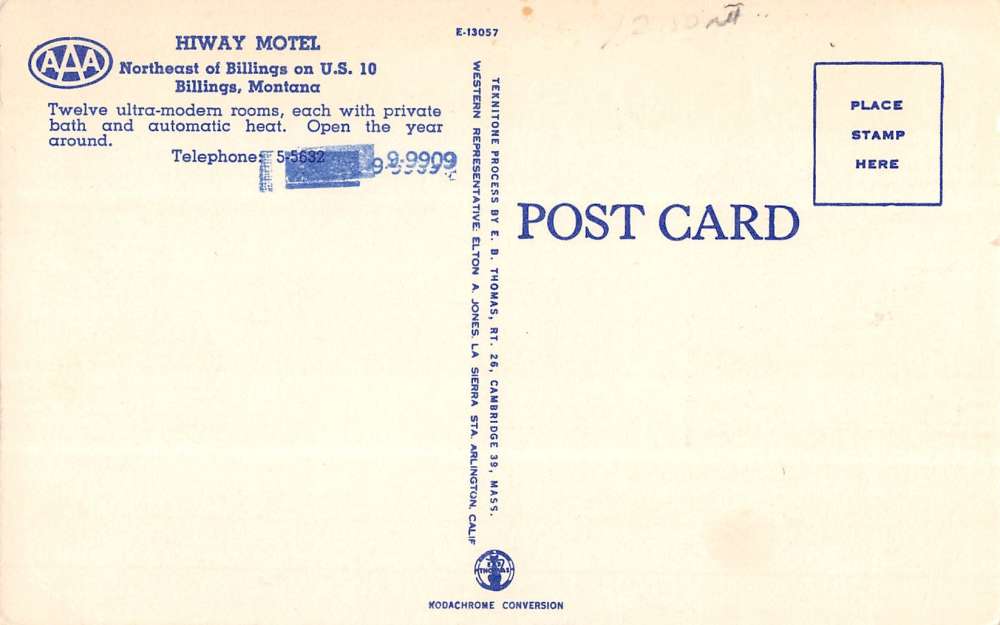 AAA
HIWAY MOTEL
Northeast of Billings on U.S. 10
Billings, Montana
Twelve ultra-modern rooms, each with private
bath and automatic heat. Open the year
around.
Telephone: 5-5632 9-9909
E-13057
TEKNITONE PROCESS BY E. B. THOMAS, RT. 26, CAMBRIDGE 39, MASS.
WESTERN REPRESENTATIVE: ELTON A. JONES, LA SIERRA STA. ARLINGTON, CALIF
THOMAS
KODACHROME CONVERSION
POST CARD
PLACE
STAMP
HERE